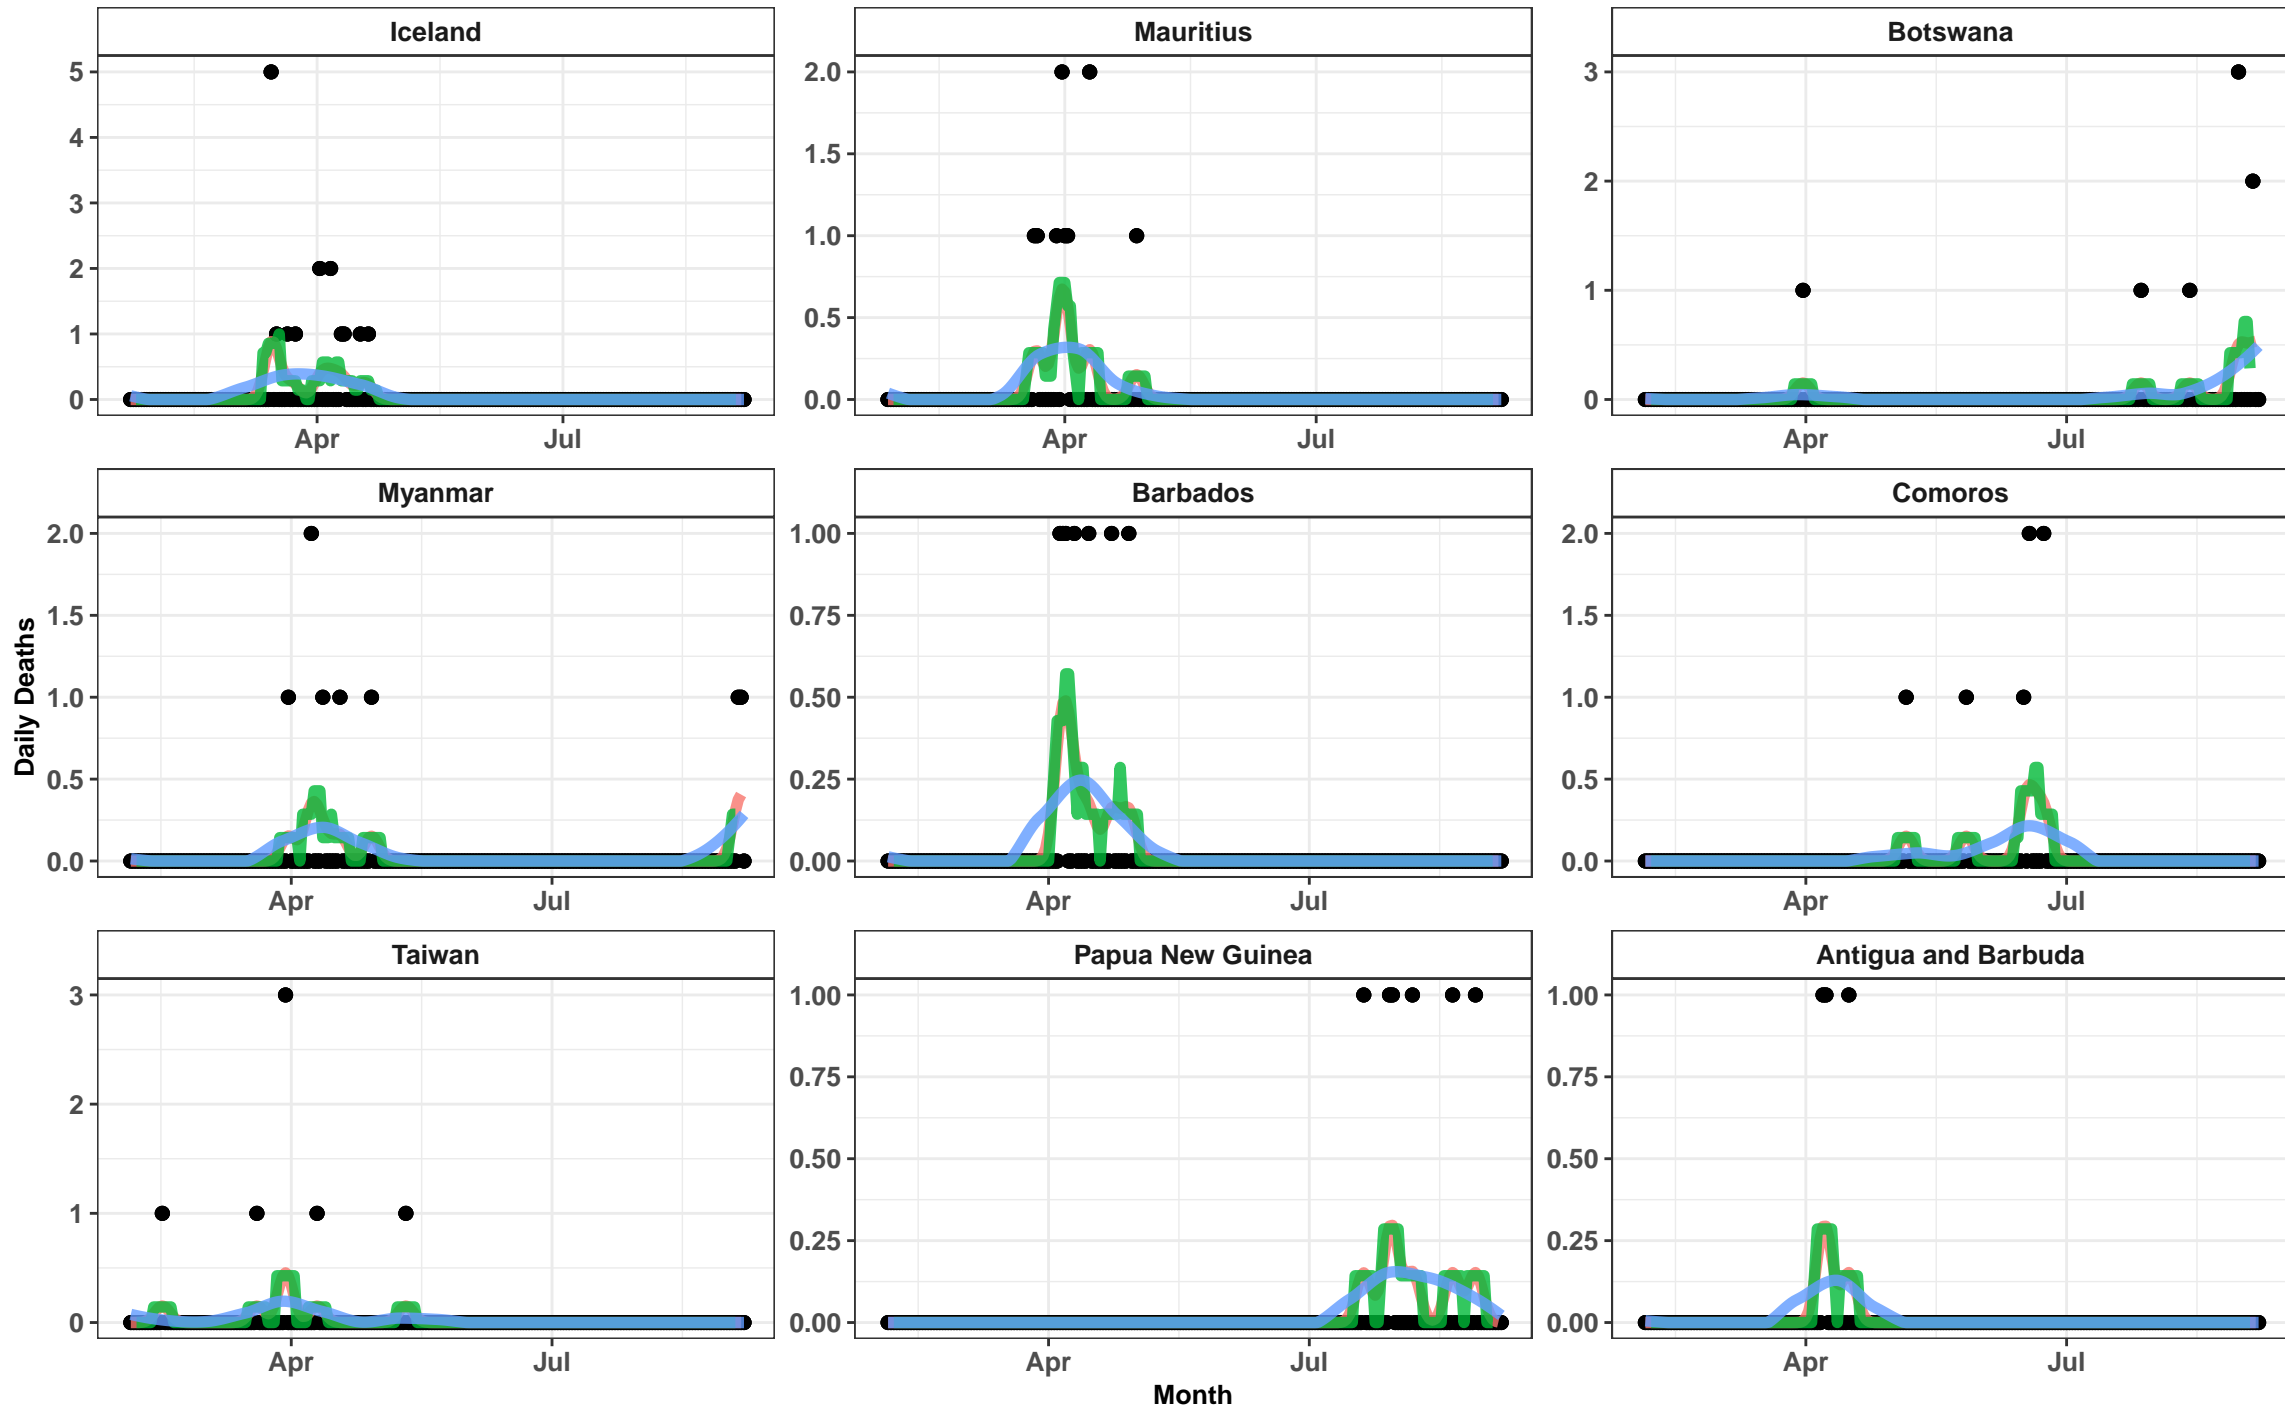 Iceland
Mauritius
Botswana
5
4
3
2
1
0
2.0
1.5
1.0
0.5
0.0
3
2
1
0
Apr
Jul
Apr
Jul
Apr
Jul
Myanmar
Barbados
Comoros
2.0
1.5
1.0
0.5
0.0
1.00
0.75
0.50
0.25
0.00
2.0
1.5
1.0
0.5
0.0
Apr
Jul
Apr
Jul
Apr
Jul
Daily Deaths
Taiwan
Papua New Guinea
Antigua and Barbuda
3
2
1
0
1.00
0.75
0.50
0.25
0.00
1.00
0.75
0.50
0.25
0.00
Apr
Jul
Apr
Jul
Apr
Jul
Month